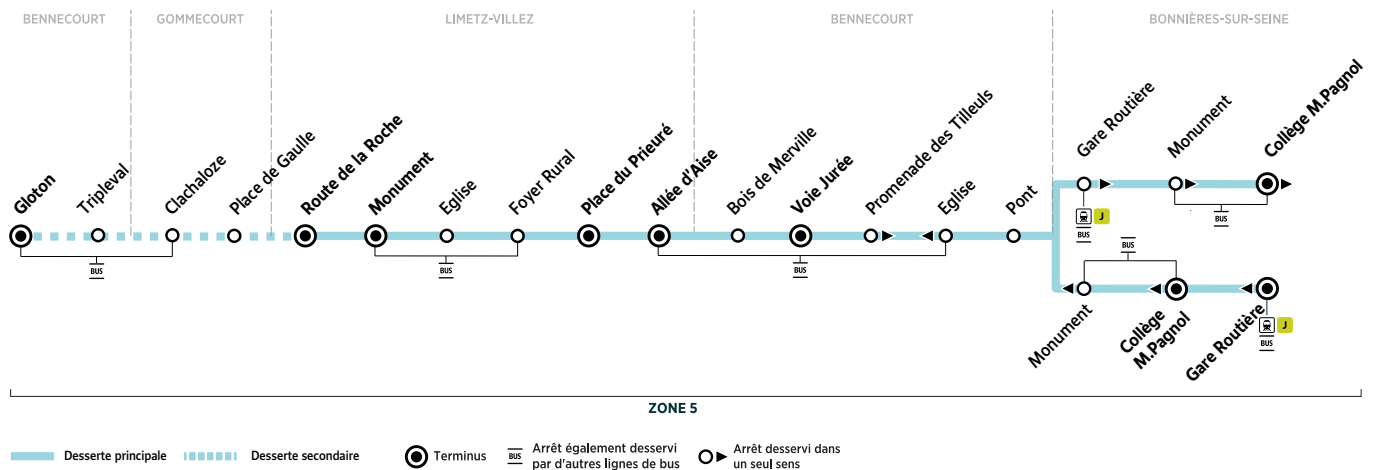 BENNECOURT
GOMMECOURT
LIMETZ-VILLEZ
BENNECOURT
BONNIÈRES-SUR-SEINE
Gloton
Tripleval
Clachaloze
Place de Gaulle
Route de la Roche
Monument
Eglise
Foyer Rural
Place du Prieuré
Allée d'Aise
Bois de Merville
Voie Jurée
Promenade des Tilleuls
Eglise
Pont
Gare Routière
Monument
Collège M.Pagnol
J
BUS
BUS
BUS
BUS
BUS
BUS
Monument
Collège
M.Pagnol
Gare Routière
J
BUS
ZONE 5
Desserte principale
Desserte secondaire
Terminus
BUS
Arrêt également desservi
par d'autres lignes de bus
Arrêt desservi dans
un seul sens